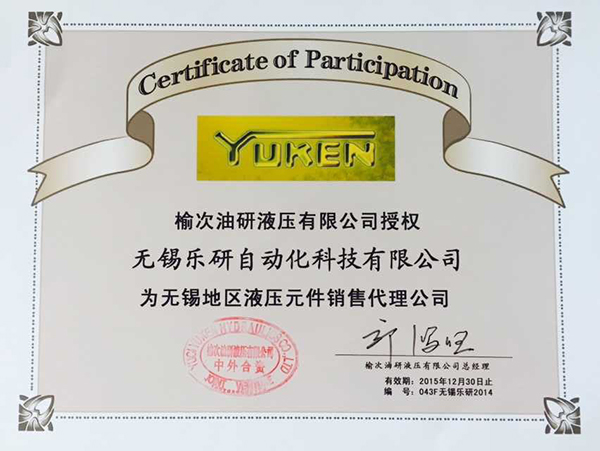 Certificate of Participation
YUKEN
榆次油研液压有限公司授权
无锡乐研自动化科技有限公司
为无锡地区液压元件销售代理公司
中外合资
榆次油研液压有限公司总经理
有效期：2015年12月30日止
编　号：043F无锡乐研2014